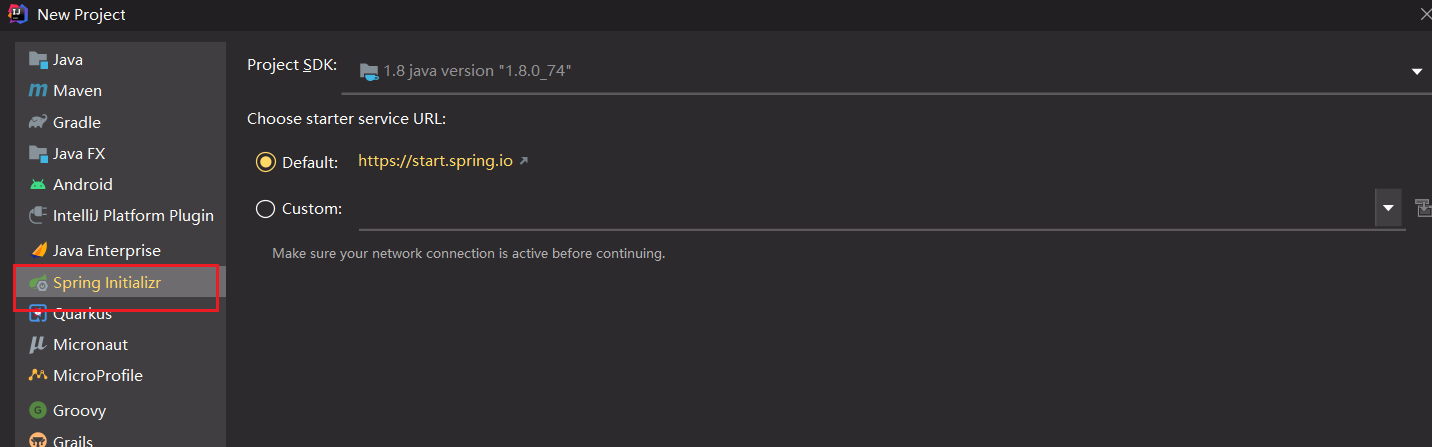 New Project
Java
Maven
Gradle
Java FX
Android
IntelliJ Platform Plugin
Java Enterprise
Spring Initializr
Quarkus
Micronaut
MicroProfile
Groovy
Grails
Project SDK:
1.8 java version "1.8.0_74"
Choose starter service URL:
Default: https://start.spring.io
Custom:
Make sure your network connection is active before continuing.